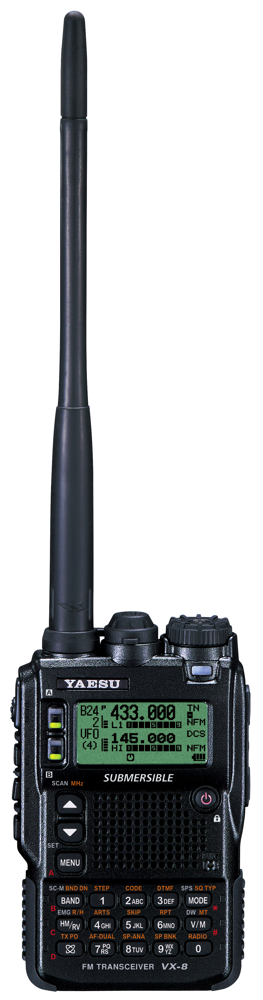 YAESU
A
B24 P 433.000 TN
2 L1 1 5 9 - NFM
VFO 145.000 DCS
(4) HI 1 5 9 NFM
B
SUBMERSIBLE
SCAN MHz
SET
MIC
MENU
A
SC-M BND DN STEP CODE DTMF SPS SQ TYP
BAND 1 2 ABC 3 DEF MODE
B *
EMG R/H ARTS SKIP RPT DW MT
HM/RV 4 GHI 5 JKL 6 MNO V/M
C #
TX PO AF-DUAL SP-ANA SP BNK RADIO
7 PQRS 8 TUV 9 WXYZ 0
D
FM TRANSCEIVER VX-8